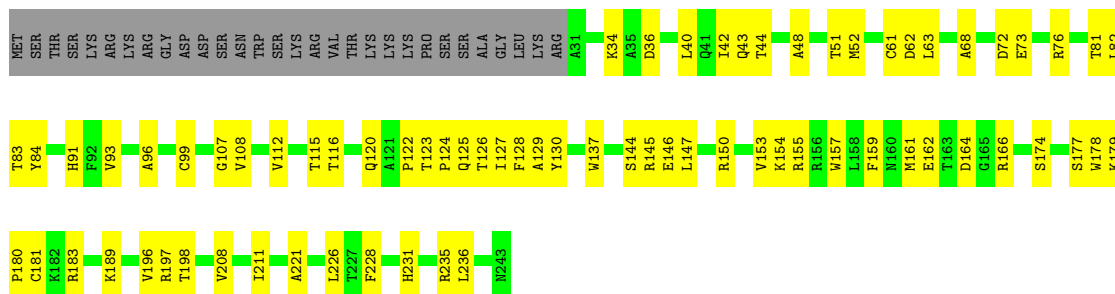 MET SER THR SER LYS ARG LYS ARG GLY ASP ASP SER ASN TRP SER LYS ARG VAL THR LYS LYS LYS PRO SER SER ALA GLY LEU LYS ARG A31 K34 A35 D36 L40 Q41 I42 Q43 T44 A48 T51 M52 C61 D62 L63 A68 D72 E73 R76 T81
T83 Y84 H91 F92 V93 A96 C99 G107 V108 V112 T115 T116 Q120 A121 P122 T123 P124 Q125 T126 I127 F128 A129 Y130 W137 S144 R145 E146 L147 R150 V153 K154 R155 R156 W157 L158 F159 N160 M161 E162 T163 D164 G165 R166 S174 S177 W178
P180 C181 K182 R183 K189 V196 R197 T198 V208 I211 A221 L226 T227 F228 H231 R235 L236 N243